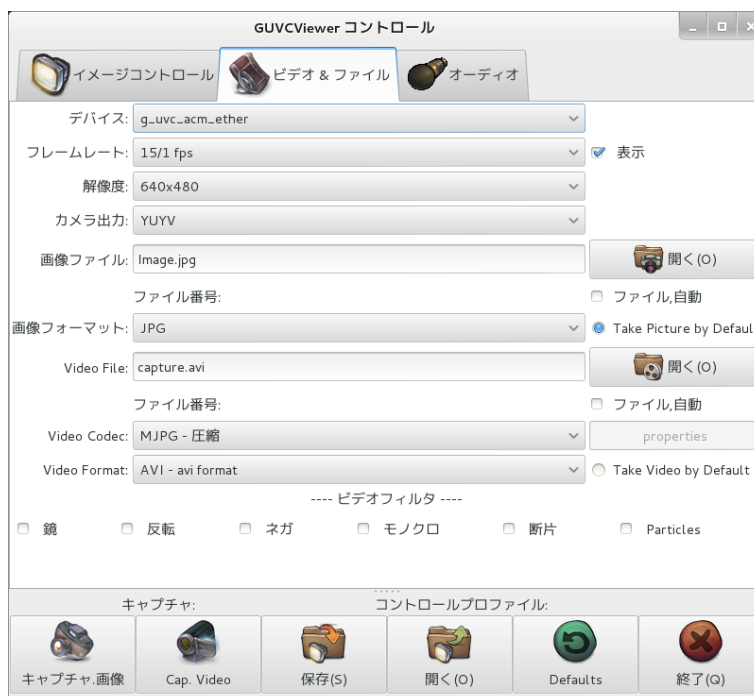 GUVCViewer コントロール
イメージコントロール ビデオ & ファイル オーディオ
デバイス: g_uvc_acm_ether
フレームレート: 15/1 fps 表示
解像度: 640x480
カメラ出力: YUYV
画像ファイル: Image.jpg 開く(O)
ファイル番号: ファイル,自動
画像フォーマット: JPG Take Picture by Defaul
Video File: capture.avi 開く(O)
ファイル番号: ファイル,自動
Video Codec: MJPG - 圧縮 properties
Video Format: AVI - avi format Take Video by Default
---- ビデオフィルタ ----
鏡 反転 ネガ モノクロ 断片 Particles
キャプチャ: コントロールプロファイル:
キャプチャ.画像 Cap. Video 保存(S) 開く(O) Defaults 終了(Q)